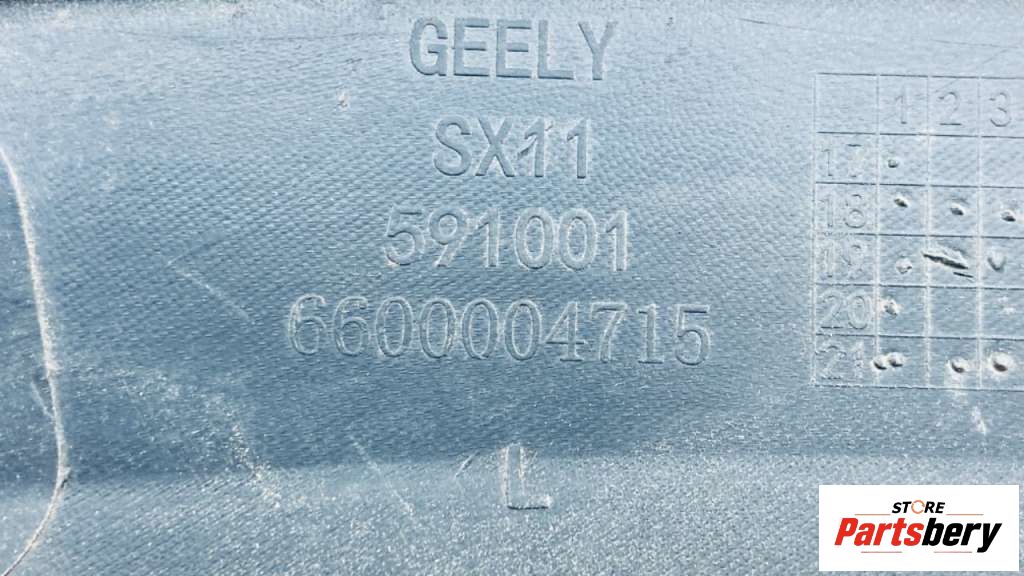 GEELY
SX11
591001
6600004715
L
1 2 3
17
18
19
20
21
STORE
Partsbery